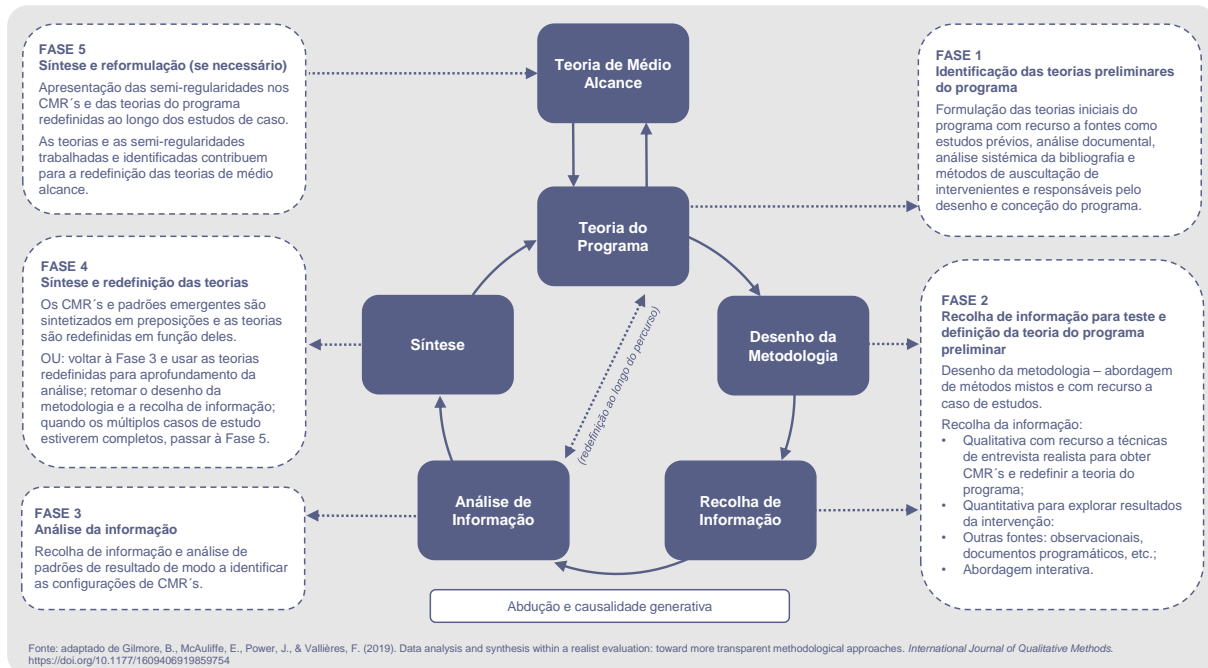 FASE 5
Síntese e reformulação (se necessário)
Apresentação das semi-regularidades nos
CMR´s e das teorias do programa
redefinidas ao longo dos estudos de caso.
As teorias e as semi-regularidades
trabalhadas e identificadas contribuem
para a redefinição das teorias de médio
alcance.
Teoria de Médio
Alcance
FASE 1
Identificação das teorias preliminares
do programa
Formulação das teorias iniciais do
programa com recurso a fontes como
estudos prévios, análise documental,
análise sistémica da bibliografia e
métodos de auscultação de
intervenientes e responsáveis pelo
desenho e conceção do programa.
Teoria do
Programa
FASE 4
Síntese e redefinição das teorias
Os CMR´s e padrões emergentes são
sintetizados em preposições e as teorias
são redefinidas em função deles.
OU: voltar à Fase 3 e usar as teorias
redefinidas para aprofundamento da
análise; retomar o desenho da
metodologia e a recolha de informação;
quando os múltiplos casos de estudo
estiverem completos, passar à Fase 5.
Síntese
(redefinição ao longo do percurso)
Desenho da
Metodologia
FASE 2
Recolha de informação para teste e
definição da teoria do programa
preliminar
Desenho da metodologia – abordagem
de métodos mistos e com recurso a
caso de estudos.
Recolha da informação:
• Qualitativa com recurso a técnicas
de entrevista realista para obter
CMR´s e redefinir a teoria do
programa;
• Quantitativa para explorar resultados
da intervenção:
• Outras fontes: observacionais,
documentos programáticos, etc.;
• Abordagem interativa.
FASE 3
Análise da informação
Recolha de informação e análise de
padrões de resultado de modo a identificar
as configurações de CMR´s.
Análise de
Informação
Recolha de
Informação
Abdução e causalidade generativa
Fonte: adaptado de Gilmore, B., McAuliffe, E., Power, J., & Vallières, F. (2019). Data analysis and synthesis within a realist evaluation: toward more transparent methodological approaches. International Journal of Qualitative Methods.
https://doi.org/10.1177/1609406919859754